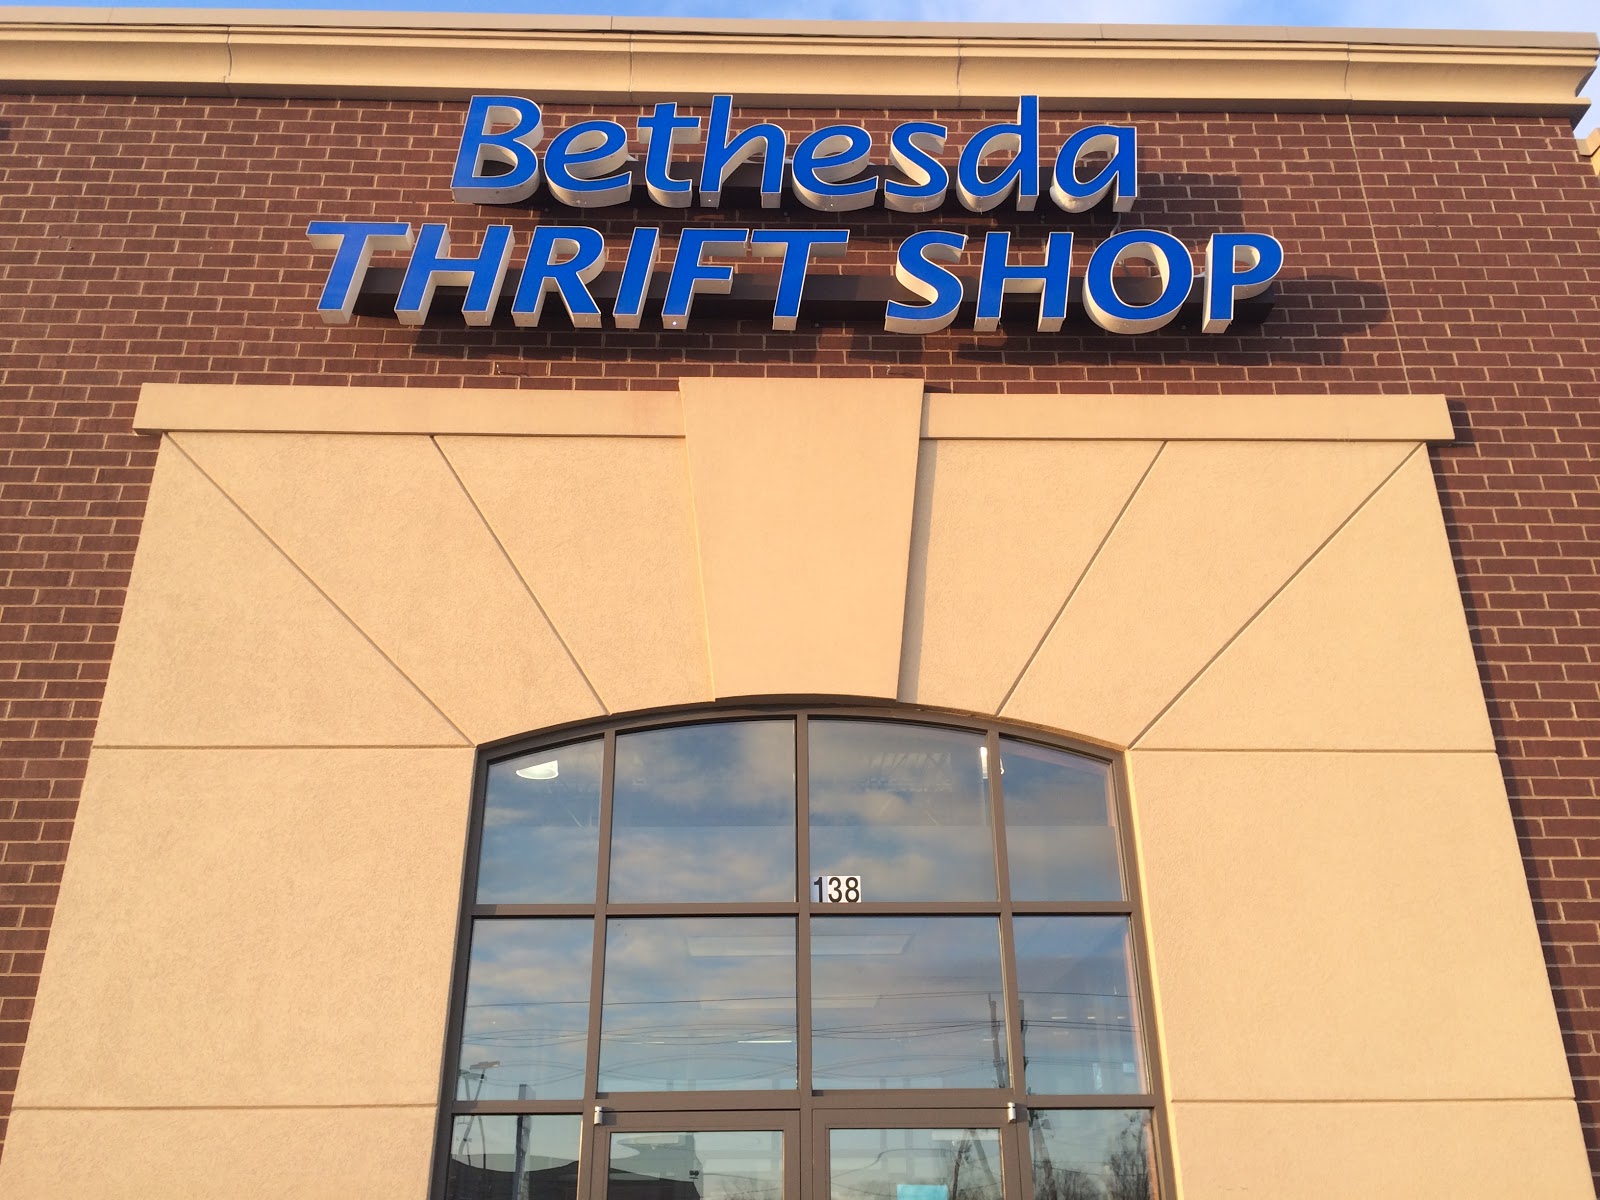 Bethesda
THRIFT SHOP
138